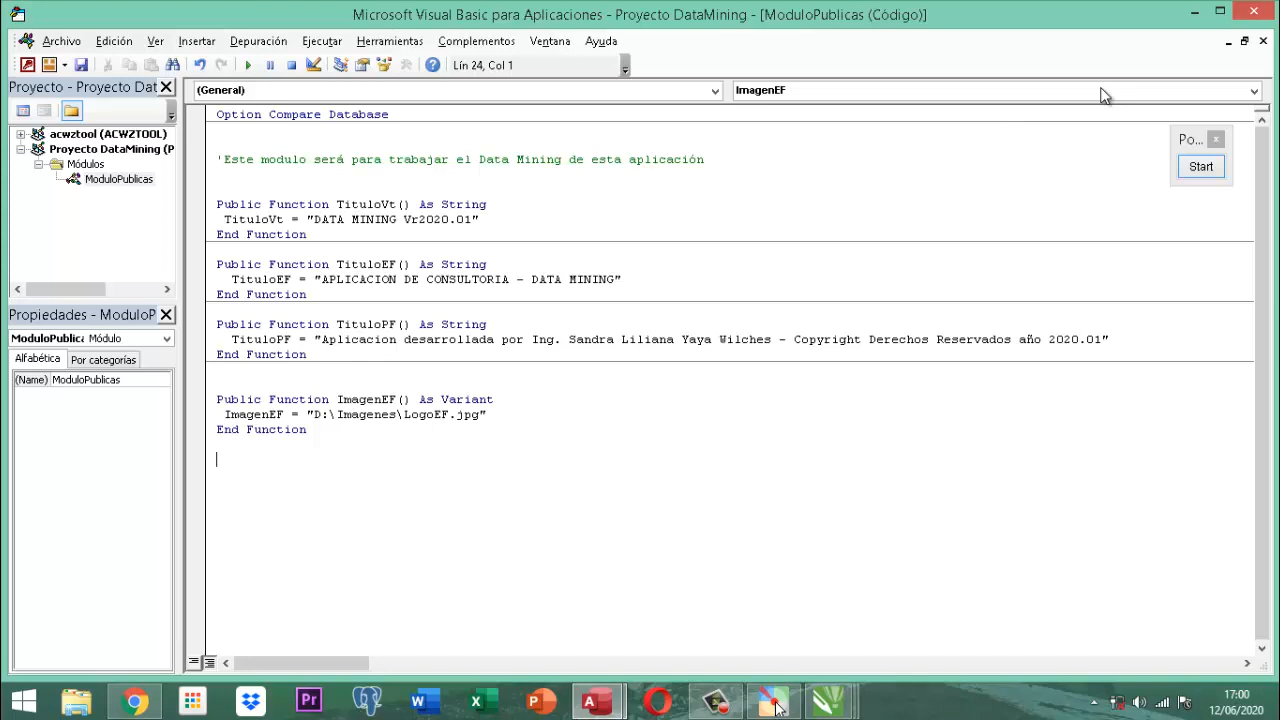 Microsoft Visual Basic para Aplicaciones - Proyecto DataMining - [ModuloPublicas (Código)]
Archivo Edición Ver Insertar Depuración Ejecutar Herramientas Complementos Ventana Ayuda
Lín 24, Col 1
Proyecto - Proyecto Dat
(General)
ImagenEF
acwztool (ACWZTOOL)
Proyecto DataMining (P
Módulos
ModuloPublicas
Propiedades - ModuloP
ModuloPublica Módulo
Alfabética Por categorías
(Name) ModuloPublicas
Option Compare Database
'Este modulo será para trabajar el Data Mining de esta aplicación
Public Function TituloVt() As String
TituloVt = "DATA MINING Vr2020.01"
End Function
Public Function TituloEF() As String
TituloEF = "APLICACION DE CONSULTORIA - DATA MINING"
End Function
Public Function TituloPF() As String
TituloPF = "Aplicacion desarrollada por Ing. Sandra Liliana Yaya Wilches - Copyright Derechos Reservados año 2020.01"
End Function
Public Function ImagenEF() As Variant
ImagenEF = "D:\Imagenes\LogoEF.jpg"
End Function
Po...
Start
Pr
17:00
12/06/2020